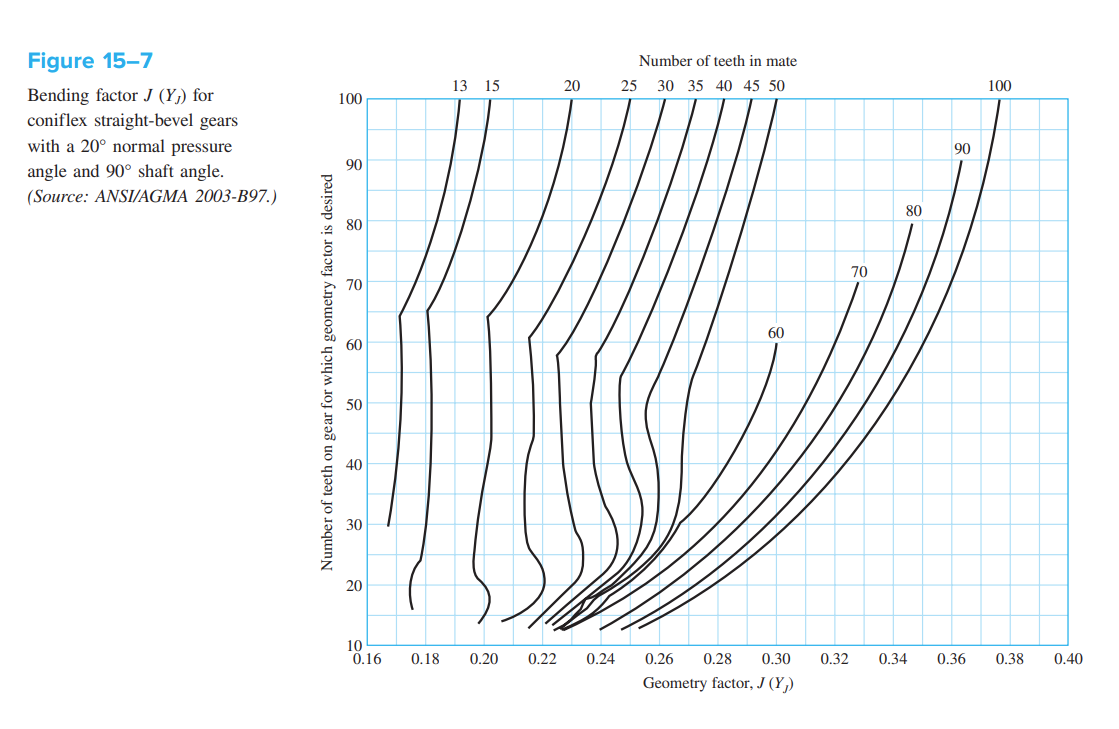 Figure 15–7
Bending factor J (Y_J) for
coniflex straight-bevel gears
with a 20° normal pressure
angle and 90° shaft angle.
(Source: ANSI/AGMA 2003-B97.)
Number of teeth in mate
13 15 20 25 30 35 40 45 50 100
90
80
70
60
Number of teeth on gear for which geometry factor is desired
100
90
80
70
60
50
40
30
20
10
0.16 0.18 0.20 0.22 0.24 0.26 0.28 0.30 0.32 0.34 0.36 0.38 0.40
Geometry factor, J (Y_J)